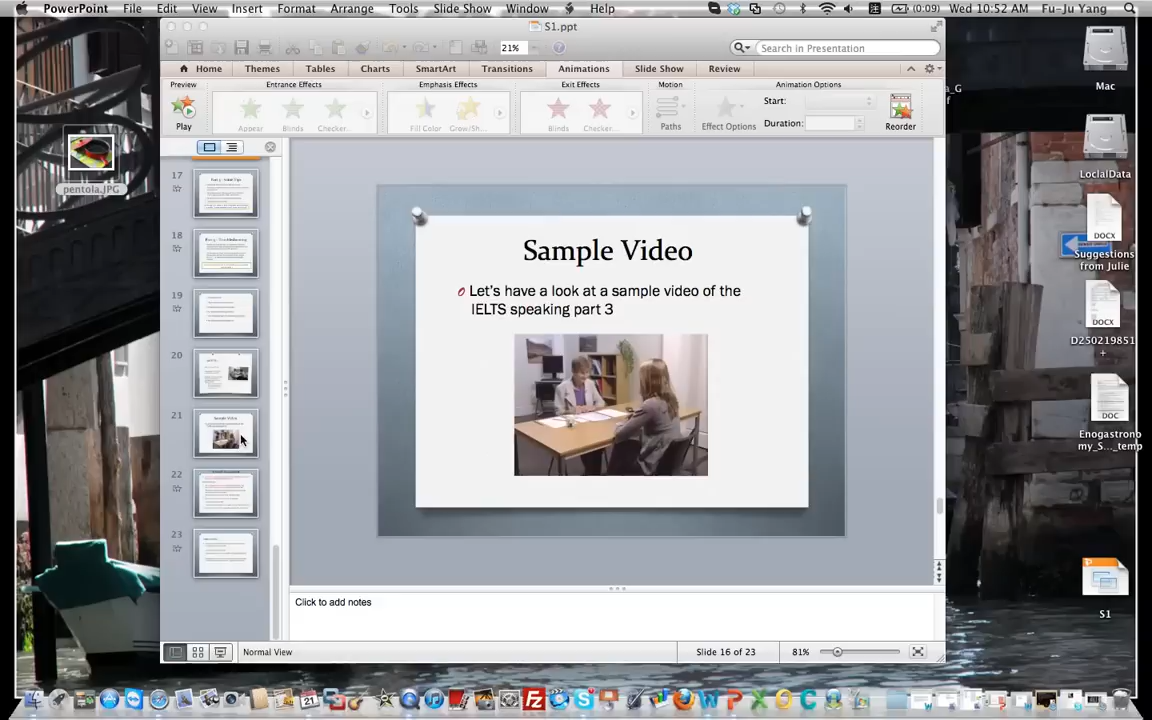 PowerPoint File Edit View Insert Format Arrange Tools Slide Show Window Help (0:09) Wed 10:52 AM Fu-Ju Yang
S1.ppt
21% Search in Presentation
Home Themes Tables Charts SmartArt Transitions Animations Slide Show Review
Preview Entrance Effects Emphasis Effects Exit Effects Motion Animation Options
Start:
Duration:
Play Appear Blinds Checker... Fill Color Grow/Sh... Blinds Checker... Paths Effect Options Reorder
17
18
19
20
21
Sample Video
22
23
Sample Video
Let's have a look at a sample video of the
IELTS speaking part 3
Click to add notes
Normal View Slide 16 of 23 81%
pentola.JPG
Mac
LoclalData
DOCX
Suggestions
from Julie
DOCX
D250219851
+
DOC
Enogastrono
my_S..._temp
S1